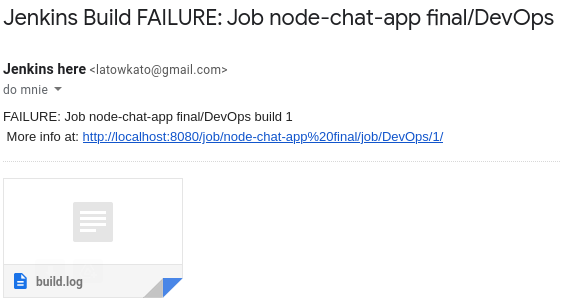 Jenkins Build FAILURE: Job node-chat-app final/DevOps
Jenkins here <latowkato@gmail.com>
do mnie
FAILURE: Job node-chat-app final/DevOps build 1
More info at: http://localhost:8080/job/node-chat-app%20final/job/DevOps/1/
build.log